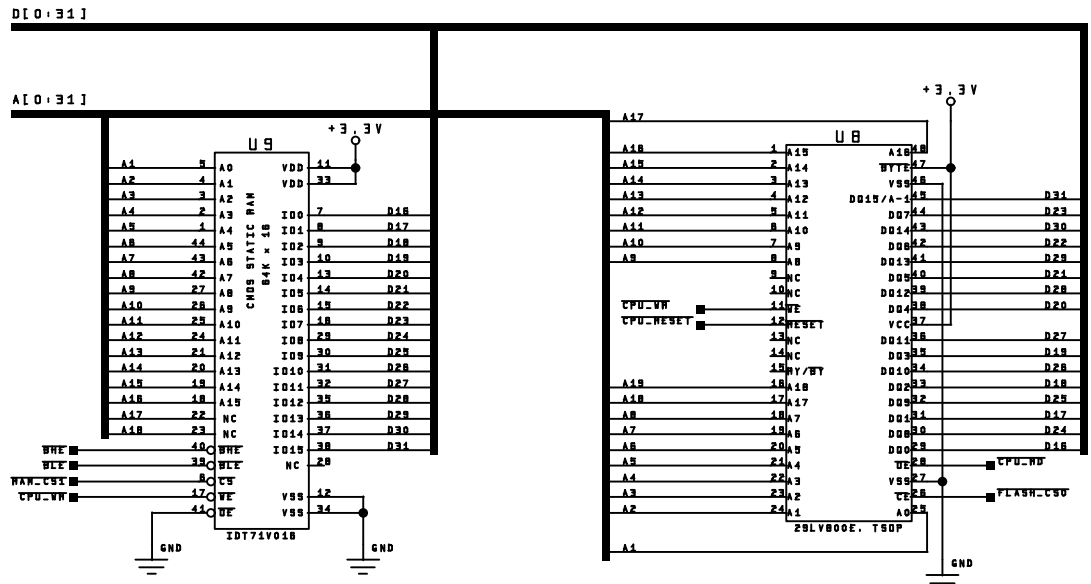 D[0:31]
A[0:31]
+3.3V
U9
A1 5 A0 VDD 11
A2 4 A1 VDD 33
A3 3 A2
A4 2 A3 IO0 7 D16
A5 1 A4 IO1 8 D17
A6 44 A5 IO2 9 D18
A7 43 A6 IO3 10 D19
A8 42 A7 IO4 13 D20
A9 27 A8 IO5 14 D21
A10 26 A9 IO6 15 D22
A11 25 A10 IO7 16 D23
A12 24 A11 IO8 29 D24
A13 21 A12 IO9 30 D25
A14 20 A13 IO10 31 D26
A15 19 A14 IO11 32 D27
A16 18 A15 IO12 35 D28
A17 22 NC IO13 36 D29
A18 23 NC IO14 37 D30
BHE 40 BHE IO15 38 D31
BLE 39 BLE NC 28
RAM_CS1 6 CS
CPU_WR 17 WE VSS 12
41 OE VSS 34
CMOS STATIC RAM
64K × 16
IDT71V016
GND
GND
+3.3V
U8
A17
A16 1 A15 A16 48
A15 2 A14 BYTE 47
A14 3 A13 VSS 46
A13 4 A12 DQ15/A-1 45 D31
A12 5 A11 DQ7 44 D23
A11 6 A10 DQ14 43 D30
A10 7 A9 DQ6 42 D22
A9 8 A8 DQ13 41 D29
9 NC DQ5 40 D21
10 NC DQ12 39 D28
CPU_WR 11 WE DQ4 38 D20
CPU_RESET 12 RESET VCC 37
13 NC DQ11 36 D27
14 NC DQ3 35 D19
15 RY/BY DQ10 34 D26
A19 16 A18 DQ2 33 D18
A18 17 A17 DQ9 32 D25
A8 18 A7 DQ1 31 D17
A7 19 A6 DQ8 30 D24
A6 20 A5 DQ0 29 D16
A5 21 A4 OE 28 CPU_RD
A4 22 A3 VSS 27
A3 23 A2 CE 26 FLASH_CS0
A2 24 A1 A0 25
29LV800E, TSOP
A1
GND